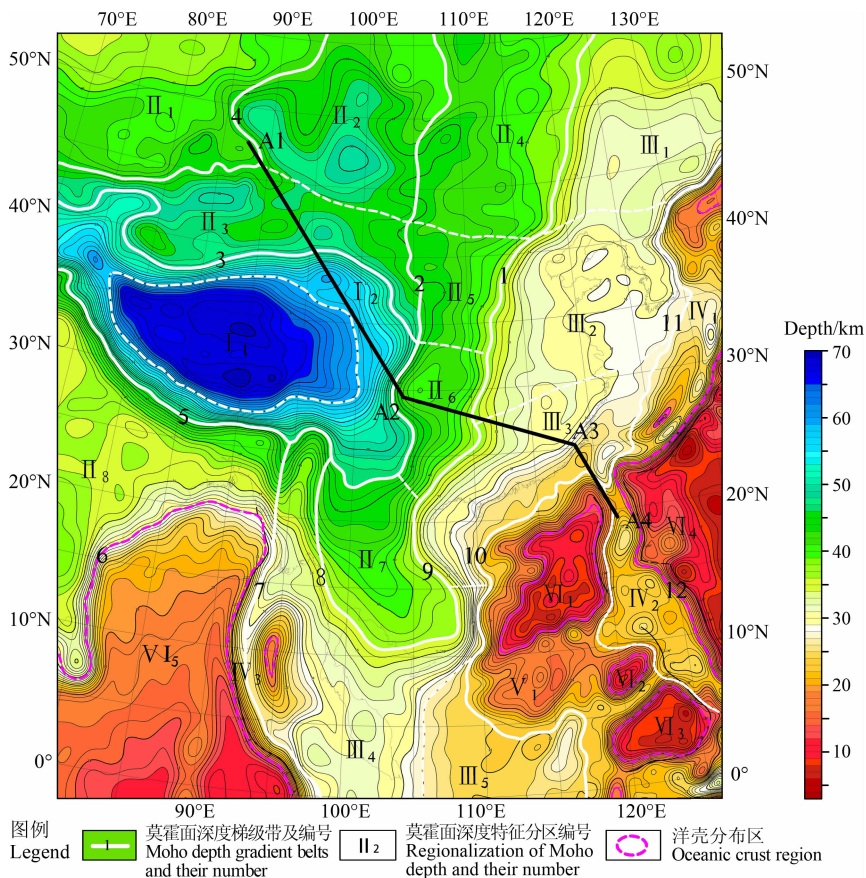 70°E 80°E 90°E 100°E 110°E 120°E 130°E
50°N 50°N
4 Ⅱ₂
Ⅱ₁ A1 Ⅱ₄ Ⅲ₁
40°N 40°N
Ⅱ₃
3 Ⅰ₂ 2 Ⅱ₅ 1
Ⅲ₂ 11 Ⅳ₁
30°N Ⅰ₁ 30°N
5 A2 Ⅱ₆ Ⅲ₃ A3
Ⅱ₈
20°N A4 Ⅵ₄ 20°N
6 7 8 Ⅱ₇ 9 10 Ⅵ₁ Ⅳ₂ 12
10°N 10°N
Ⅵ₅ Ⅳ₃ Ⅴ₁ Ⅵ₂
Ⅵ₃
0° Ⅲ₄ Ⅲ₅ 0°
90°E 100°E 110°E 120°E
Depth/km
70
60
50
40
30
20
10
图例
Legend
1
莫霍面深度梯级带及编号
Moho depth gradient belts
and their number
Ⅱ₂
莫霍面深度特征分区编号
Regionalization of Moho
depth and their number
洋壳分布区
Oceanic crust region